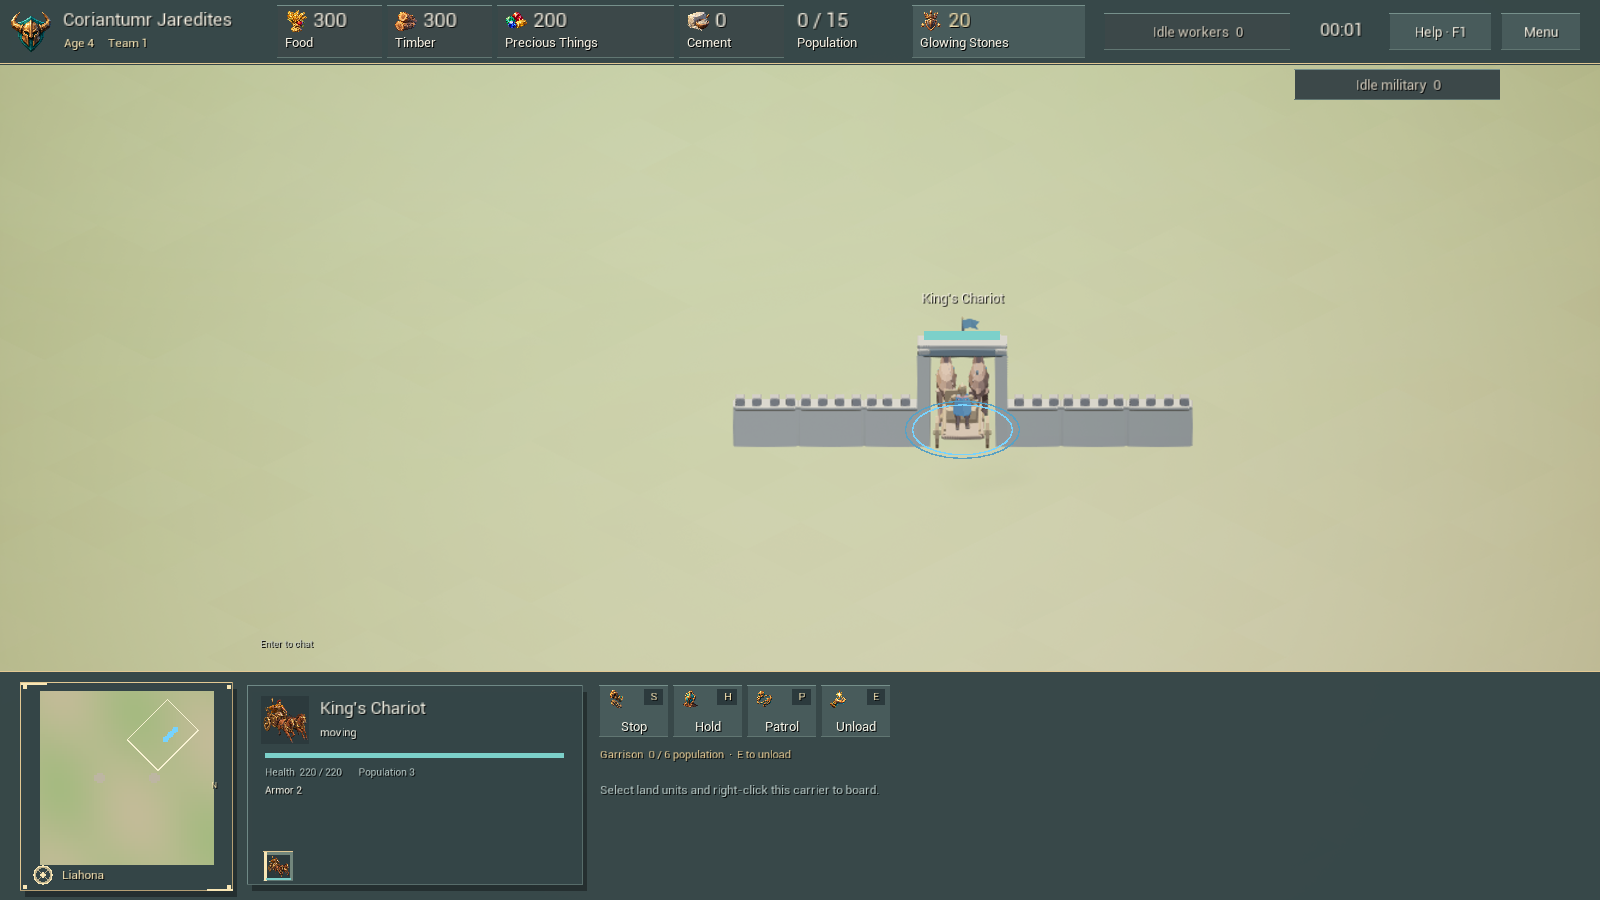 Coriantumr Jaredites
Age 4 Team 1
300
Food
300
Timber
200
Precious Things
0
Cement
0 / 15
Population
20
Glowing Stones
Idle workers 0
00:01
Help · F1
Menu
Idle military 0
King's Chariot
Enter to chat
N
Liahona
King's Chariot
moving
Health 220 / 220 Population 3
Armor 2
S
Stop
H
Hold
P
Patrol
E
Unload
Garrison 0 / 6 population · E to unload
Select land units and right-click this carrier to board.